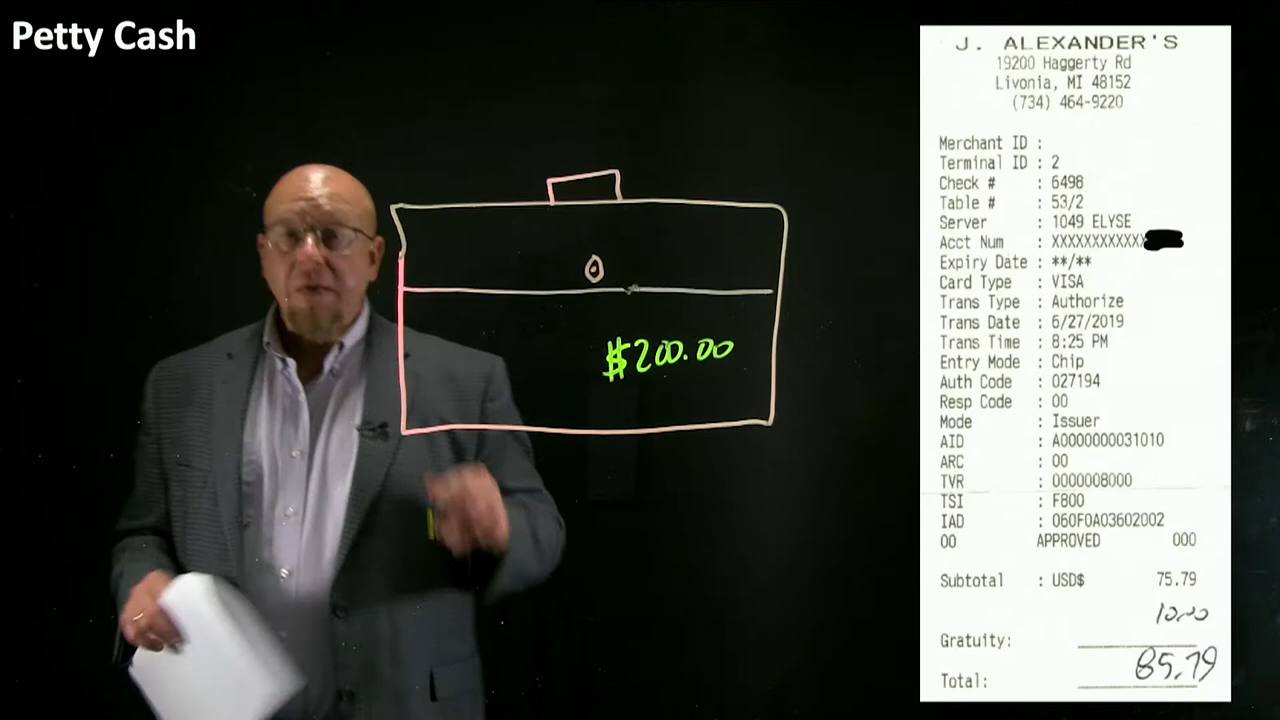 Petty Cash
$200.00
J. ALEXANDER'S
19200 Haggerty Rd
Livonia, MI 48152
(734) 464-9220
Merchant ID :
Terminal ID : 2
Check # : 6498
Table # : 53/2
Server : 1049 ELYSE
Acct Num : XXXXXXXXXXXX
Expiry Date : **/**
Card Type : VISA
Trans Type : Authorize
Trans Date : 6/27/2019
Trans Time : 8:25 PM
Entry Mode : Chip
Auth Code : 027194
Resp Code : 00
Mode : Issuer
AID : A0000000031010
ARC : 00
TVR : 0000008000
TSI : F800
IAD : 060F0A03602002
00 APPROVED 000
Subtotal : USD$ 75.79
10.00
Gratuity:
85.79
Total: